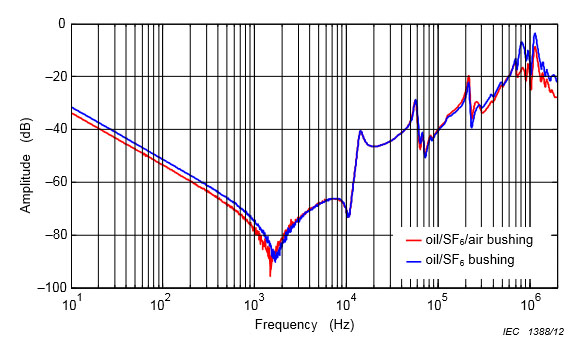 0
–20
–40
–60
–80
–100
Amplitude (dB)
oil/SF₆/air bushing
oil/SF₆ bushing
10¹ 10² 10³ 10⁴ 10⁵ 10⁶
Frequency (Hz)
IEC 1388/12